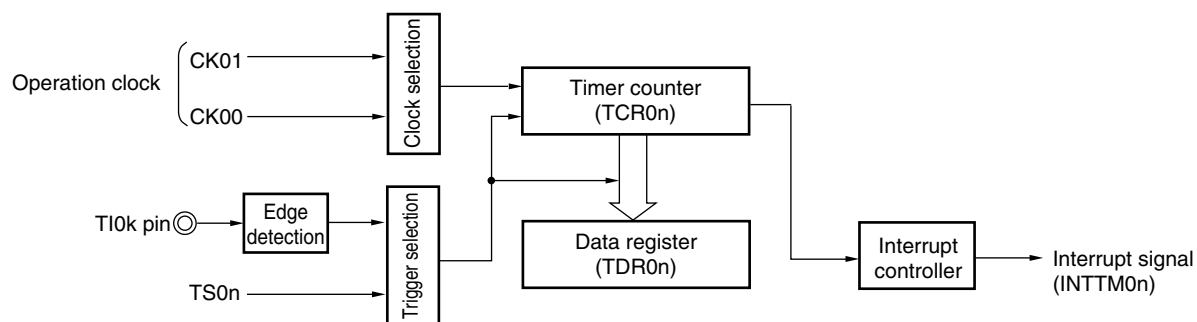 Operation clock
CK01
CK00
Clock selection
Timer counter
(TCR0n)
TI0k pin
Edge
detection
TS0n
Trigger selection
Data register
(TDR0n)
Interrupt
controller
Interrupt signal
(INTTM0n)